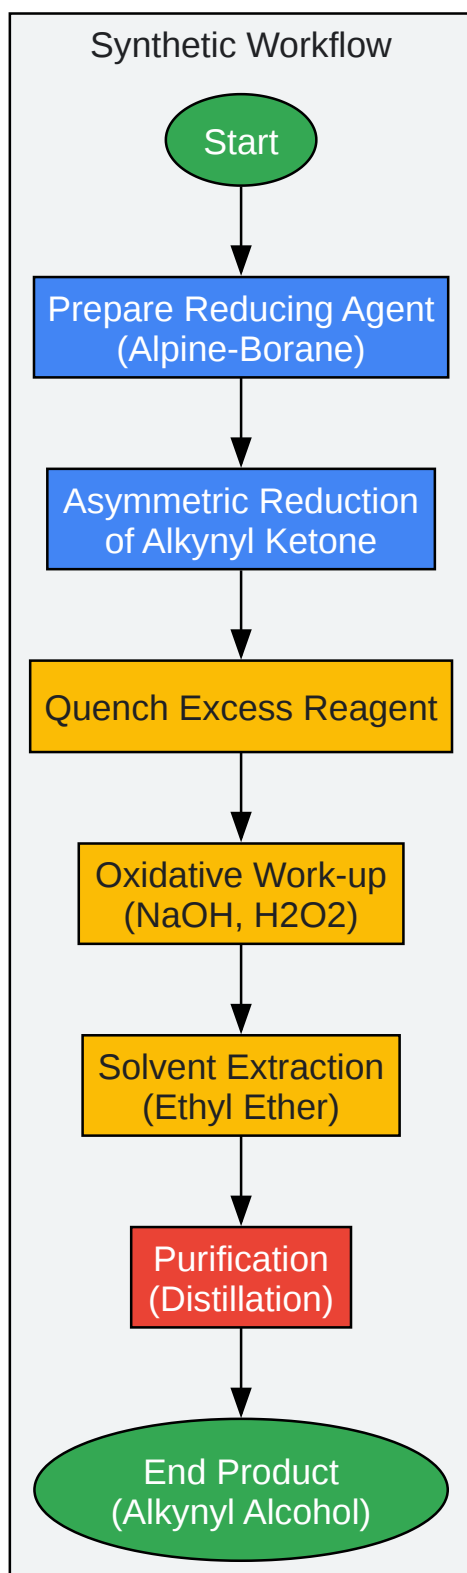 Synthetic Workflow
Start
Prepare Reducing Agent
(Alpine-Borane)
Asymmetric Reduction
of Alkynyl Ketone
Quench Excess Reagent
Oxidative Work-up
(NaOH, H2O2)
Solvent Extraction
(Ethyl Ether)
Purification
(Distillation)
End Product
(Alkynyl Alcohol)